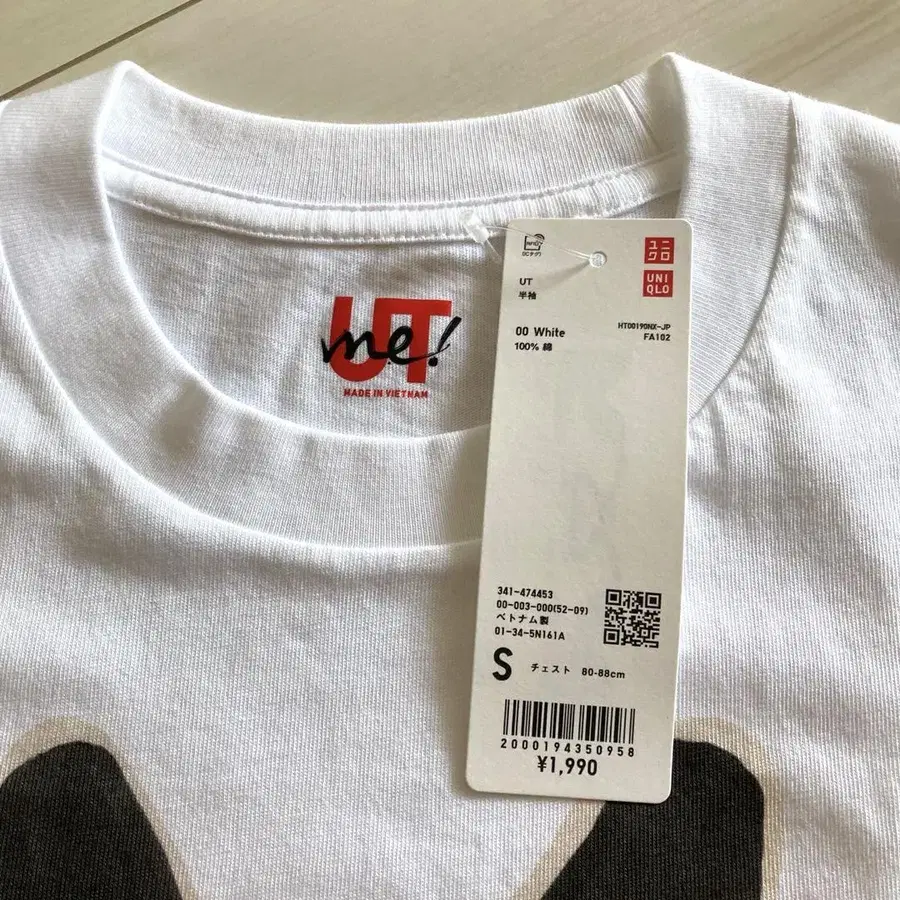 UT
me!
MADE IN VIETNAM
ユニ
クロ
UNI
QLO
UT
半袖
00 White
100% 綿
HT00190NX-JP
FA102
341-474453
00-003-000(52-09)
ベトナム製
01-34-5N161A
S チェスト 80-88cm
2000194350958
¥1,990